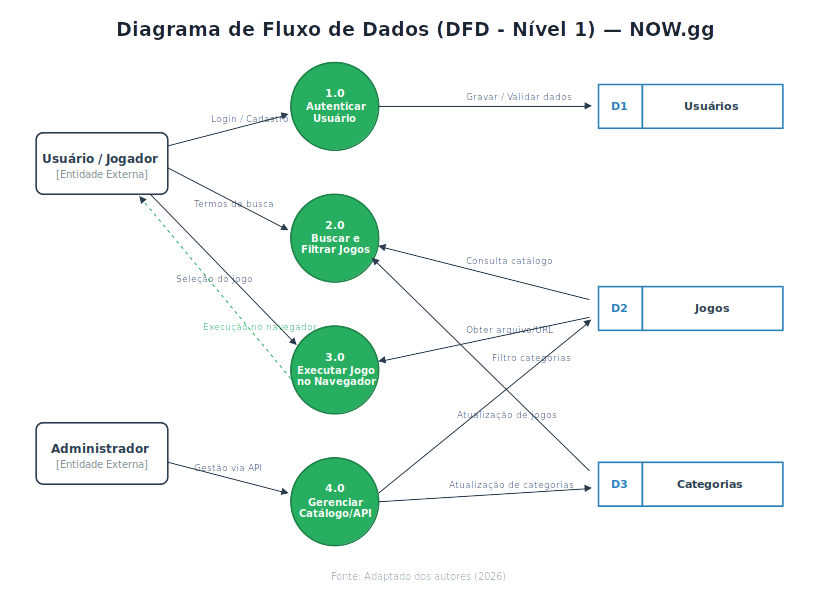 Diagrama de Fluxo de Dados (DFD - Nível 1) — NOW.gg
1.0
Autenticar
Usuário
Gravar / Validar dados
D1
Usuários
Login / Cadastro
Usuário / Jogador
[Entidade Externa]
Termos de busca
2.0
Buscar e
Filtrar Jogos
Consulta catálogo
Seleção do jogo
D2
Jogos
Execução no navegador
Obter arquivo/URL
3.0
Executar Jogo
no Navegador
Filtro categorias
Atualização de jogos
Administrador
[Entidade Externa]
Gestão via API
4.0
Gerenciar
Catálogo/API
Atualização de categorias
D3
Categorias
Fonte: Adaptado dos autores (2026)